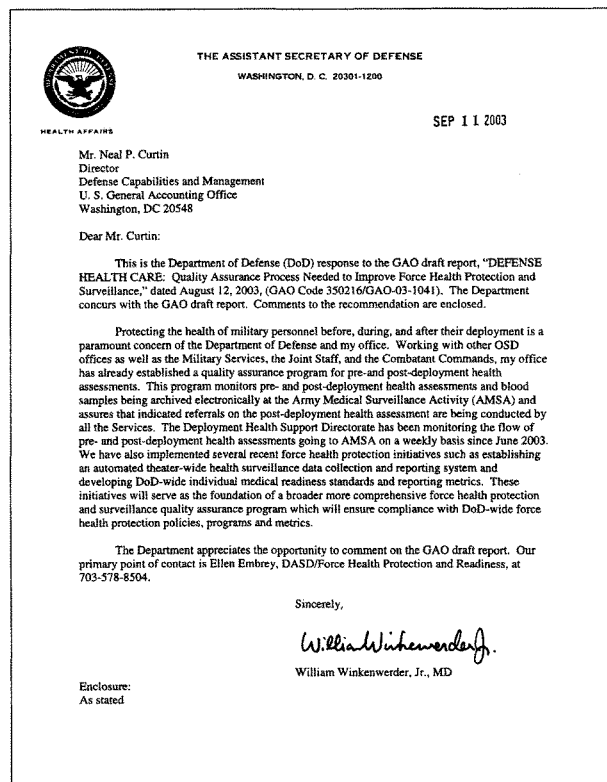 THE ASSISTANT SECRETARY OF DEFENSE
WASHINGTON, D. C. 20301-1200
HEALTH AFFAIRS
SEP 11 2003
Mr. Neal P. Curtin
Director
Defense Capabilities and Management
U. S. General Accounting Office
Washington, DC 20548
Dear Mr. Curtin:
This is the Department of Defense (DoD) response to the GAO draft report, "DEFENSE
HEALTH CARE: Quality Assurance Process Needed to Improve Force Health Protection and
Surveillance," dated August 12, 2003, (GAO Code 350216/GAO-03-1041). The Department
concurs with the GAO draft report. Comments to the recommendation are enclosed.
Protecting the health of military personnel before, during, and after their deployment is a
paramount concern of the Department of Defense and my office. Working with other OSD
offices as well as the Military Services, the Joint Staff, and the Combatant Commands, my office
has already established a quality assurance program for pre-and post-deployment health
assessments. This program monitors pre- and post-deployment health assessments and blood
samples being archived electronically at the Army Medical Surveillance Activity (AMSA) and
assures that indicated referrals on the post-deployment health assessment are being conducted by
all the Services. The Deployment Health Support Directorate has been monitoring the flow of
pre- and post-deployment health assessments going to AMSA on a weekly basis since June 2003.
We have also implemented several recent force health protection initiatives such as establishing
an automated theater-wide health surveillance data collection and reporting system and
developing DoD-wide individual medical readiness standards and reporting metrics. These
initiatives will serve as the foundation of a broader more comprehensive force health protection
and surveillance quality assurance program which will ensure compliance with DoD-wide force
health protection policies, programs and metrics.
The Department appreciates the opportunity to comment on the GAO draft report. Our
primary point of contact is Ellen Embrey, DASD/Force Health Protection and Readiness, at
703-578-8504.
Sincerely,
William Winkenwerder, Jr., MD
Enclosure:
As stated